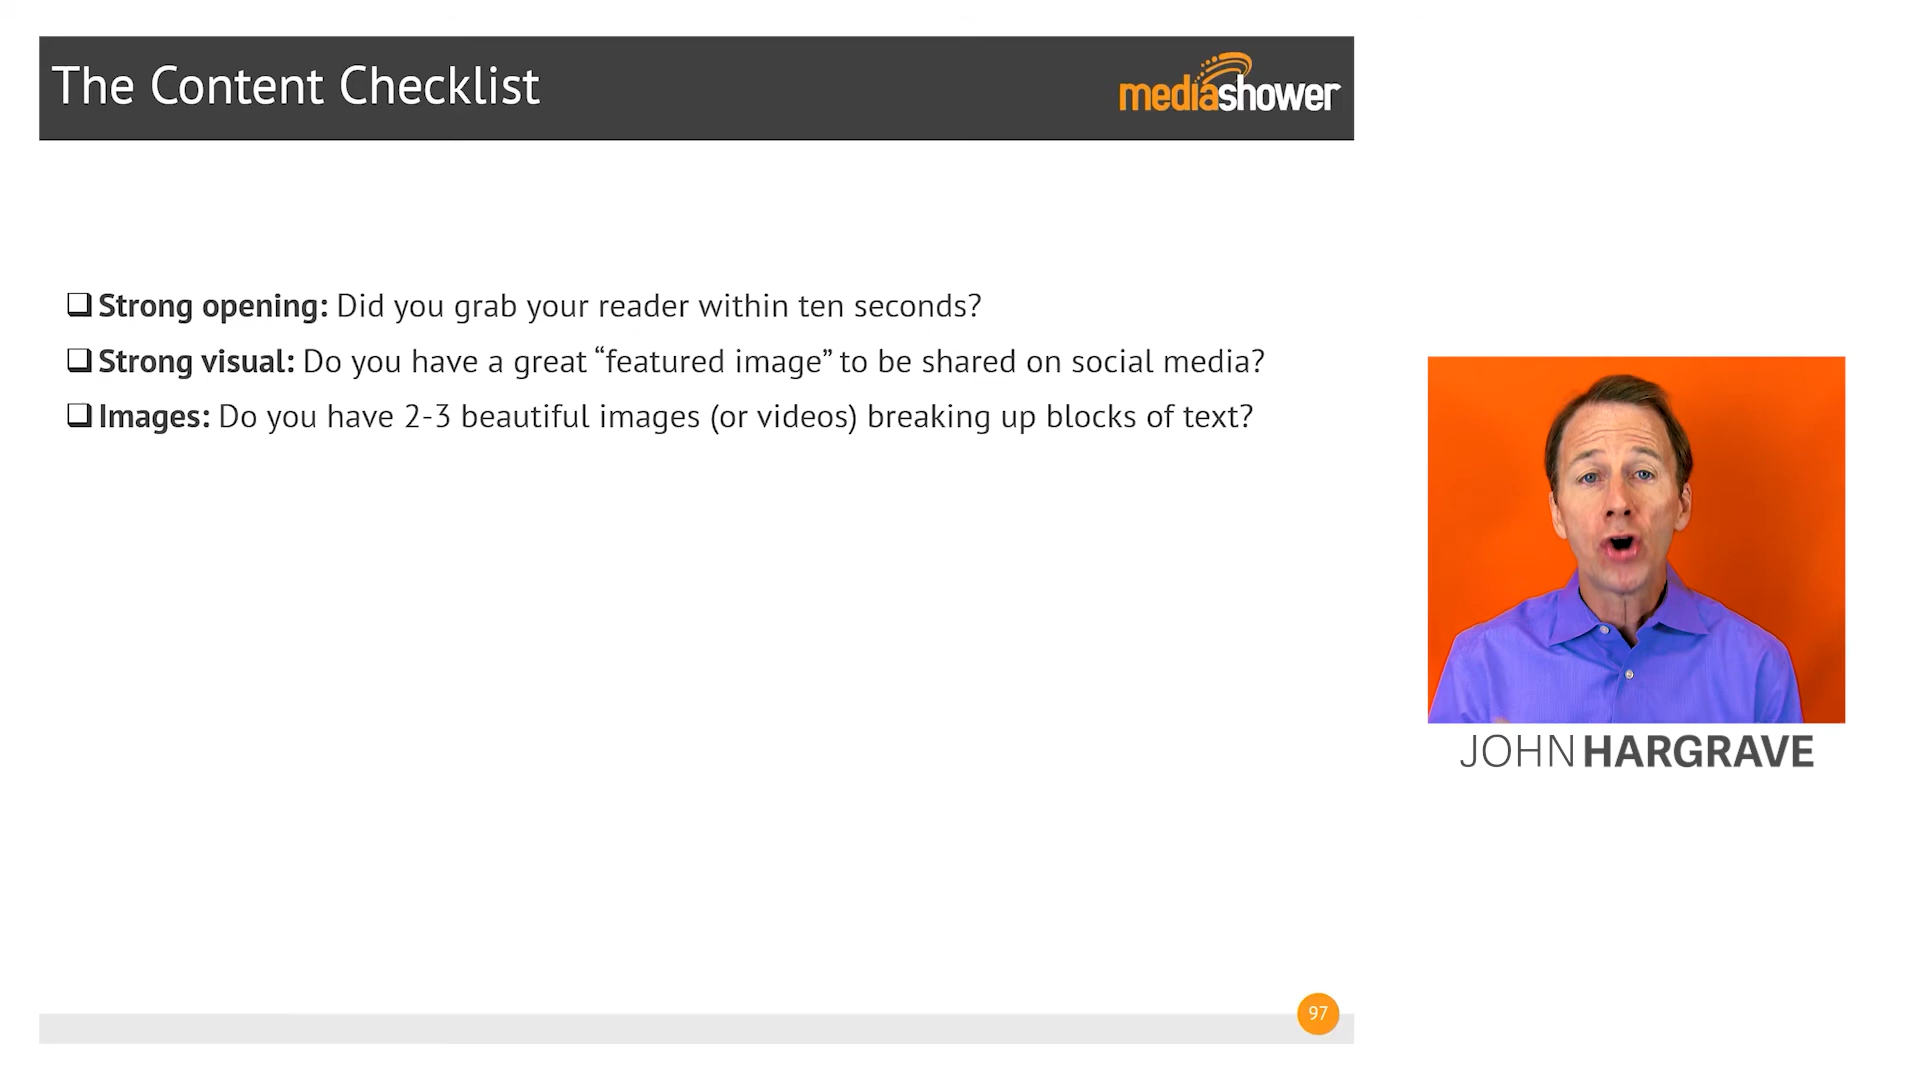 The Content Checklist
mediashower
❑ Strong opening: Did you grab your reader within ten seconds?
❑ Strong visual: Do you have a great “featured image” to be shared on social media?
❑ Images: Do you have 2-3 beautiful images (or videos) breaking up blocks of text?
JOHN HARGRAVE
97